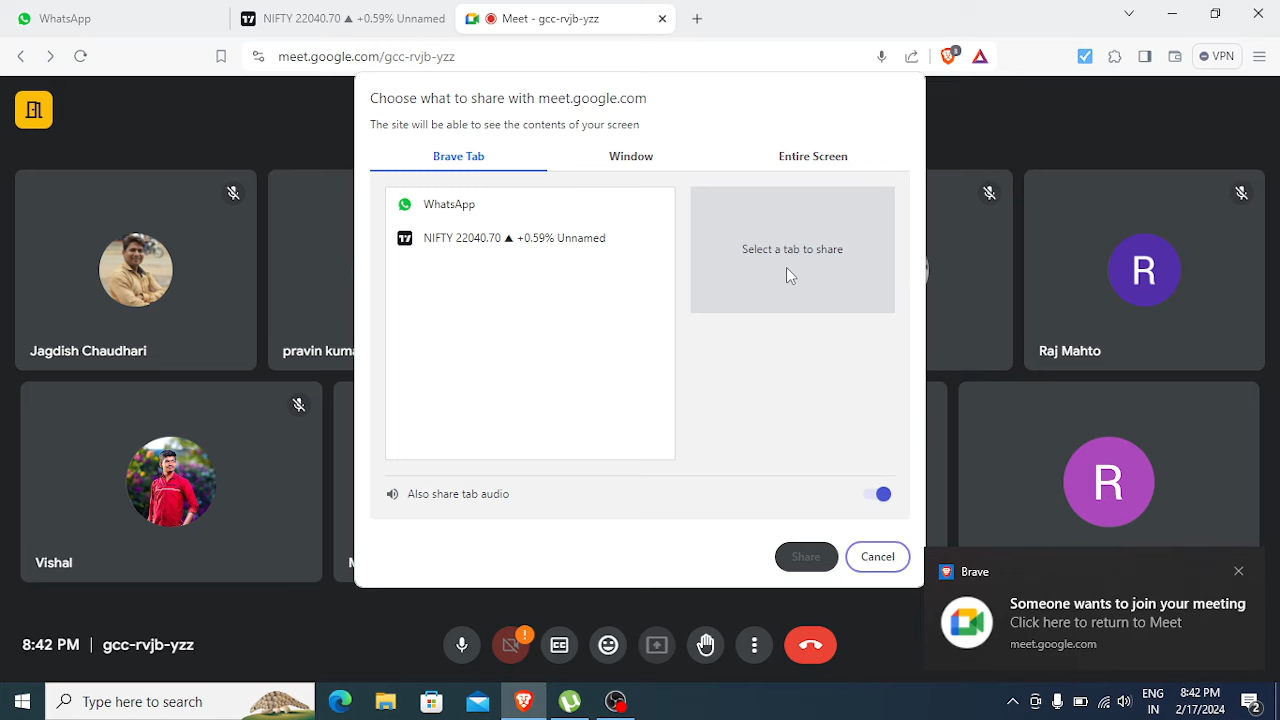 WhatsApp
NIFTY 22040.70 ▲ +0.59% Unnamed
Meet - gcc-rvjb-yzz
meet.google.com/gcc-rvjb-yzz
3
VPN
Choose what to share with meet.google.com
The site will be able to see the contents of your screen
Brave Tab
Window
Entire Screen
WhatsApp
NIFTY 22040.70 ▲ +0.59% Unnamed
Select a tab to share
Also share tab audio
Share
Cancel
Jagdish Chaudhari
pravin kum
R
Raj Mahto
Vishal
R
Brave
Someone wants to join your meeting
Click here to return to Meet
meet.google.com
8:42 PM | gcc-rvjb-yzz
Type here to search
ENG
IN
8:42 PM
2/7/2024
2